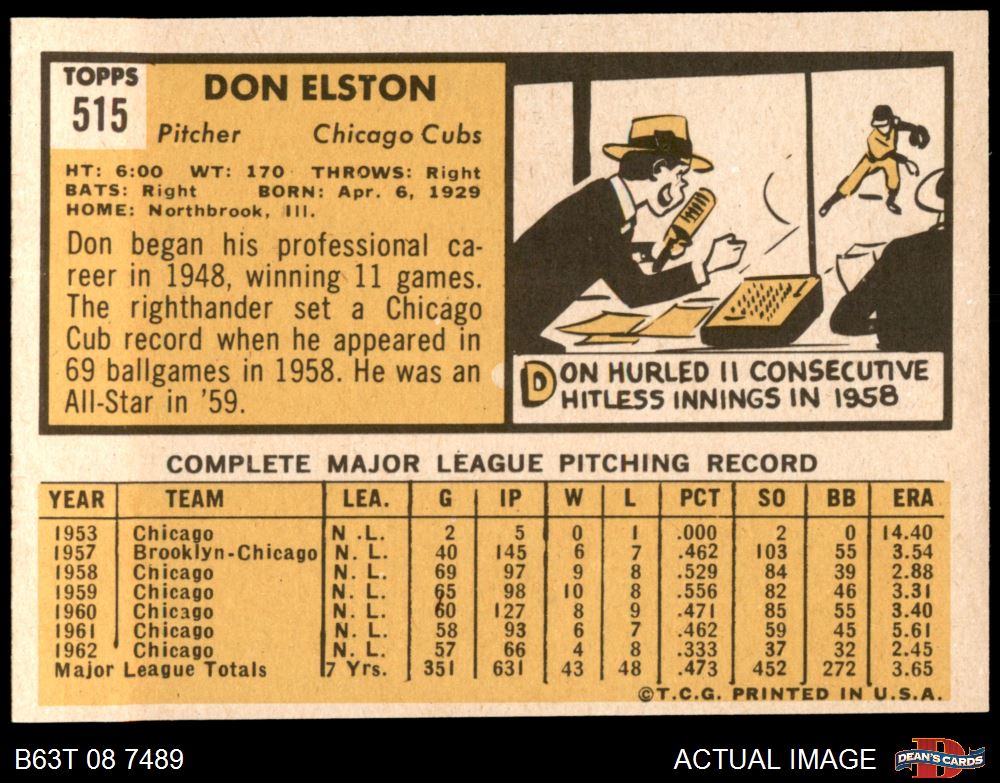 TOPPS
515
DON ELSTON
Pitcher Chicago Cubs
HT: 6:00 WT: 170 THROWS: Right
BATS: Right BORN: Apr. 6, 1929
HOME: Northbrook, Ill.
Don began his professional ca-
reer in 1948, winning 11 games.
The righthander set a Chicago
Cub record when he appeared in
69 ballgames in 1958. He was an
All-Star in '59.
DON HURLED 11 CONSECUTIVE
HITLESS INNINGS IN 1958
COMPLETE MAJOR LEAGUE PITCHING RECORD
YEAR TEAM LEA. G IP W L PCT SO BB ERA
1953 Chicago N .L. 2 5 0 1 .000 2 0 14.40
1957 Brooklyn-Chicago N. L. 40 145 6 7 .462 103 55 3.54
1958 Chicago N. L. 69 97 9 8 .529 84 39 2.88
1959 Chicago N. L. 65 98 10 8 .556 82 46 3.31
1960 Chicago N. L. 60 127 8 9 .471 85 55 3.40
1961 Chicago N. L. 58 93 6 7 .462 59 45 5.61
1962 Chicago N. L. 57 66 4 8 .333 37 32 2.45
Major League Totals 7 Yrs. 351 631 43 48 .473 452 272 3.65
©T.C.G. PRINTED IN U.S.A.
B63T 08 7489 ACTUAL IMAGE D DEAN'S CARDS